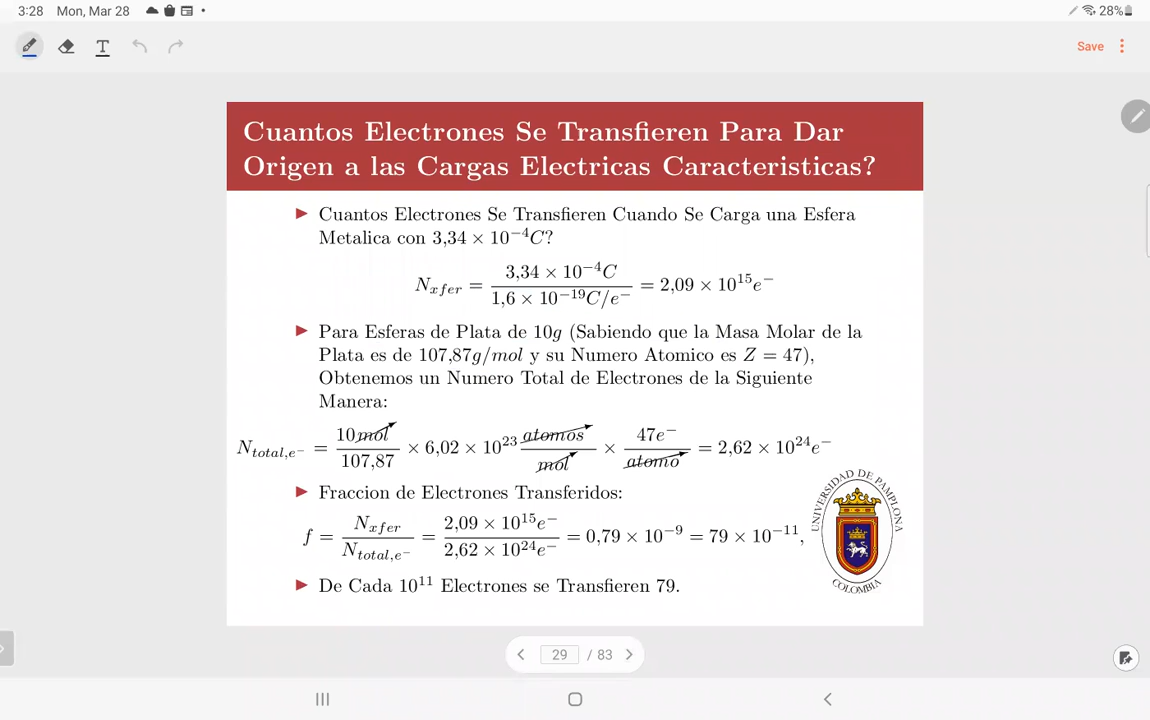 3:28 Mon, Mar 28 28%
T Save
Cuantos Electrones Se Transfieren Para Dar
Origen a las Cargas Electricas Caracteristicas?
Cuantos Electrones Se Transfieren Cuando Se Carga una Esfera
Metalica con 3,34 × 10⁻⁴C?
N_xfer = 3,34 × 10⁻⁴C / 1,6 × 10⁻¹⁹C/e⁻ = 2,09 × 10¹⁵e⁻
Para Esferas de Plata de 10g (Sabiendo que la Masa Molar de la
Plata es de 107,87g/mol y su Numero Atomico es Z = 47),
Obtenemos un Numero Total de Electrones de la Siguiente
Manera:
N_total,e⁻ = 10mol / 107,87 × 6,02 × 10²³ atomos / mol × 47e⁻ / atomo = 2,62 × 10²⁴e⁻
Fraccion de Electrones Transferidos:
f = N_xfer / N_total,e⁻ = 2,09 × 10¹⁵e⁻ / 2,62 × 10²⁴e⁻ = 0,79 × 10⁻⁹ = 79 × 10⁻¹¹,
De Cada 10¹¹ Electrones se Transfieren 79.
UNIVERSIDAD DE PAMPLONA
COLOMBIA
29 / 83